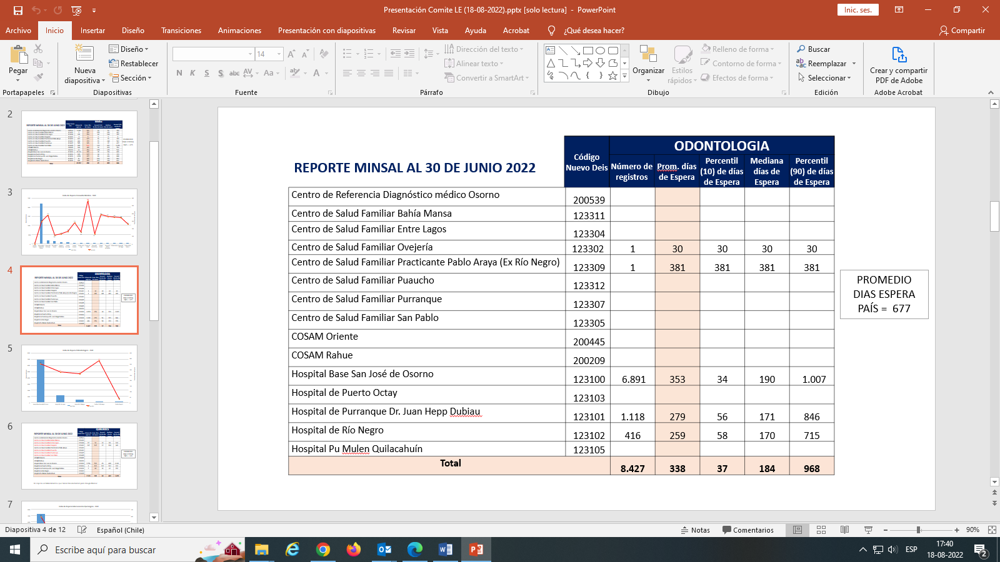 Presentación Comite LE (18-08-2022).pptx [solo lectura] - PowerPoint
Inic. ses.
Archivo Inicio Insertar Diseño Transiciones Animaciones Presentación con diapositivas Revisar Vista Ayuda Acrobat ¿Qué desea hacer? Compartir
Pegar
Nueva diapositiva
Diseño
Restablecer
Sección
14
N K S S abc AV Aa A
Dirección del texto
Alinear texto
Convertir a SmartArt
Organizar
Estilos rápidos
Relleno de forma
Contorno de forma
Efectos de forma
Buscar
Reemplazar
Seleccionar
Crear y compartir
PDF de Adobe
Portapapeles Diapositivas Fuente Párrafo Dibujo Edición Adobe Acrobat
2
3
4
5
6
7
REPORTE MINSAL AL 30 DE JUNIO 2022
Código Nuevo Deis
ODONTOLOGIA
Número de registros
Prom. días de Espera
Percentil (10) de días de Espera
Mediana días de Espera
Percentil (90) de días de Espera
Centro de Referencia Diagnóstico médico Osorno 200539
Centro de Salud Familiar Bahía Mansa 123311
Centro de Salud Familiar Entre Lagos 123304
Centro de Salud Familiar Ovejería 123302 1 30 30 30 30
Centro de Salud Familiar Practicante Pablo Araya (Ex Río Negro) 123309 1 381 381 381 381
Centro de Salud Familiar Puaucho 123312
Centro de Salud Familiar Purranque 123307
Centro de Salud Familiar San Pablo 123305
COSAM Oriente 200445
COSAM Rahue 200209
Hospital Base San José de Osorno 123100 6.891 353 34 190 1.007
Hospital de Puerto Octay 123103
Hospital de Purranque Dr. Juan Hepp Dubiau 123101 1.118 279 56 171 846
Hospital de Río Negro 123102 416 259 58 170 715
Hospital Pu Mulen Quilacahuín 123105
Total 8.427 338 37 184 968
PROMEDIO
DIAS ESPERA
PAÍS = 677
Diapositiva 4 de 12 Español (Chile) Notas Comentarios 90%
Escribe aquí para buscar
ESP
17:40
18-08-2022
2